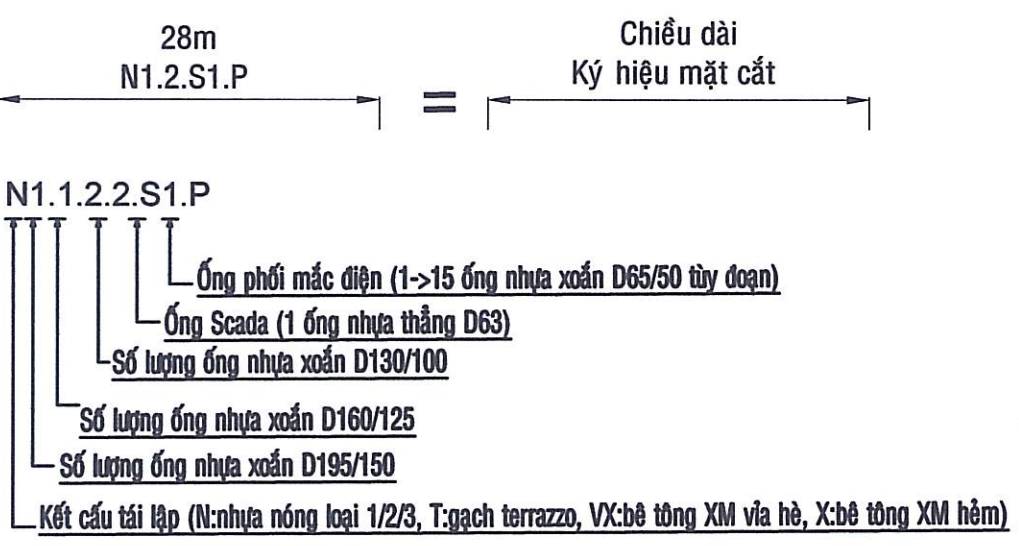 28m
N1.2.S1.P
=
Chiều dài
Ký hiệu mặt cắt
N1.1.2.2.S1.P
Ống phối mắc điện (1->15 ống nhựa xoắn D65/50 tùy đoạn)
Ống Scada (1 ống nhựa thẳng D63)
Số lượng ống nhựa xoắn D130/100
Số lượng ống nhựa xoắn D160/125
Số lượng ống nhựa xoắn D195/150
Kết cấu tái lập (N:nhựa nóng loại 1/2/3, T:gạch terrazzo, VX:bê tông XM vỉa hè, X:bê tông XM hẻm)